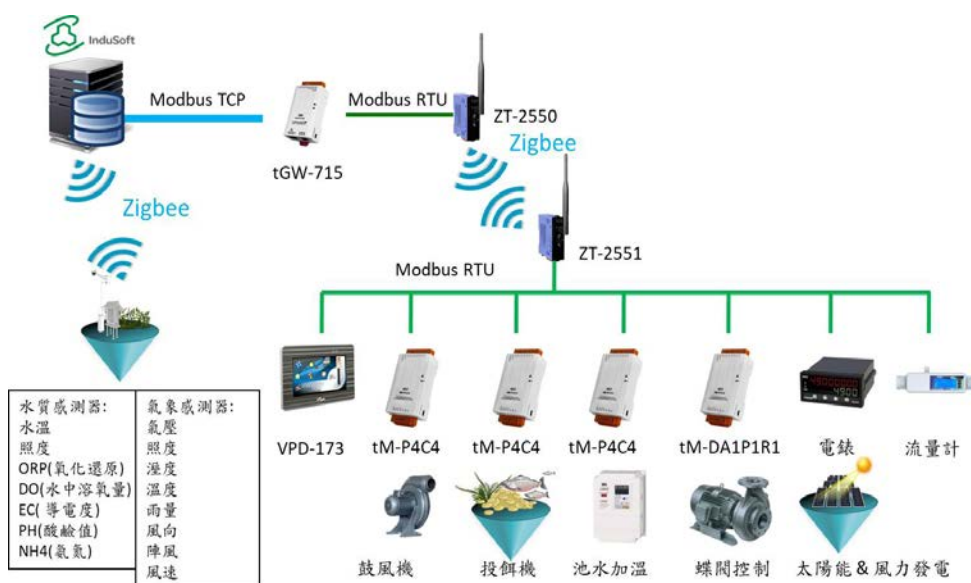 InduSoft
Modbus TCP
Modbus RTU
ZT-2550
tGW-715
Zigbee
Zigbee
ZT-2551
Modbus RTU
水質感測器:
水溫
照度
ORP(氧化還原)
DO(水中溶氧量)
EC(導電度)
PH(酸鹼值)
NH4(氨氮)
氣象感測器:
氣壓
照度
溼度
溫度
雨量
風向
陣風
風速
VPD-173
tM-P4C4
tM-P4C4
tM-P4C4
tM-DA1P1R1
電錶
流量計
鼓風機
投餌機
池水加溫
蝶閥控制
太陽能 & 風力發電